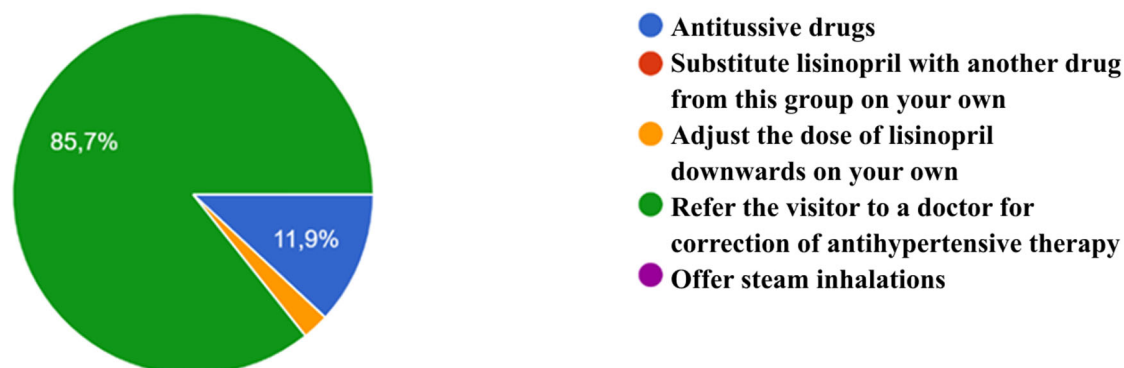 85,7%
11,9%
Antitussive drugs
Substitute lisinopril with another drug
from this group on your own
Adjust the dose of lisinopril
downwards on your own
Refer the visitor to a doctor for
correction of antihypertensive therapy
Offer steam inhalations